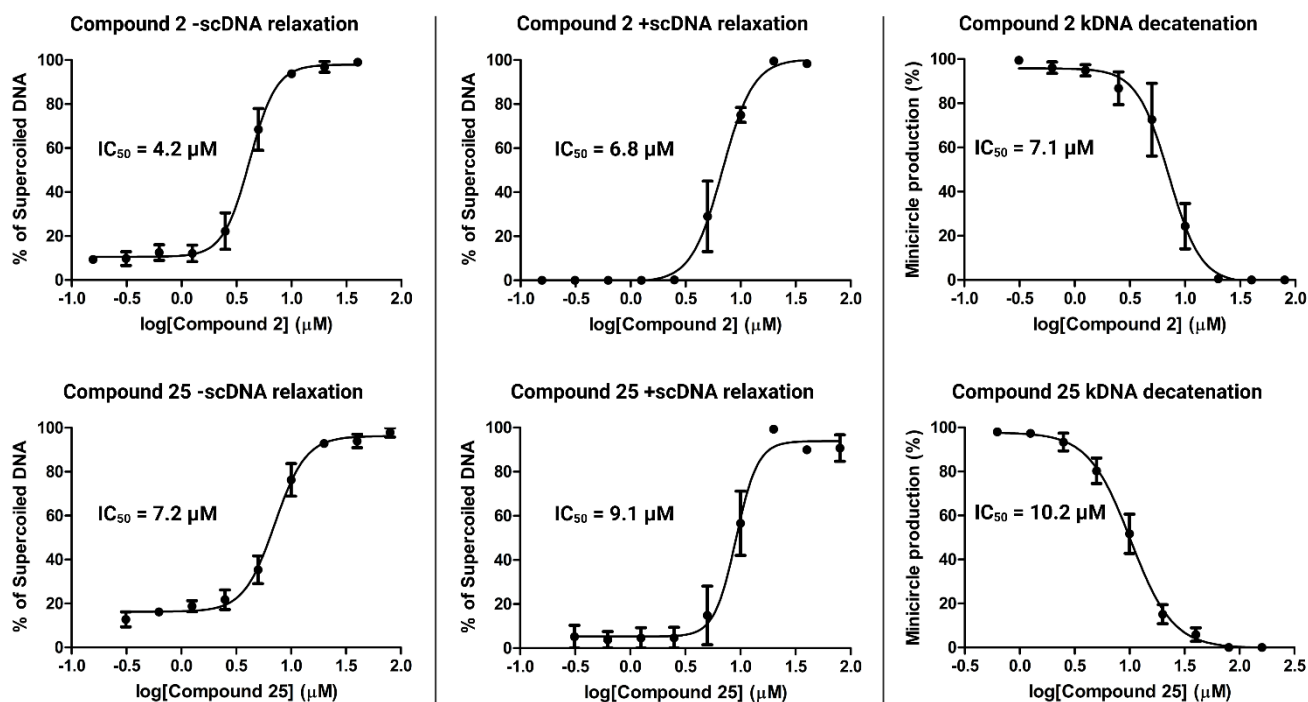 Compound 2 -scDNA relaxation
% of Supercoiled DNA
100
80
60
40
20
0
IC₅₀ = 4.2 µM
-1.0 -0.5 0.0 0.5 1.0 1.5 2.0
log[Compound 2] (µM)
Compound 2 +scDNA relaxation
% of Supercoiled DNA
100
80
60
40
20
0
IC₅₀ = 6.8 µM
-1.0 -0.5 0.0 0.5 1.0 1.5 2.0
log[Compound 2] (µM)
Compound 2 kDNA decatenation
Minicircle production (%)
100
80
60
40
20
0
IC₅₀ = 7.1 µM
-1.0 -0.5 0.0 0.5 1.0 1.5 2.0
log[Compound 2] (µM)
Compound 25 -scDNA relaxation
% of Supercoiled DNA
100
80
60
40
20
0
IC₅₀ = 7.2 µM
-1.0 -0.5 0.0 0.5 1.0 1.5 2.0
log[Compound 25] (µM)
Compound 25 +scDNA relaxation
% of Supercoiled DNA
100
80
60
40
20
0
IC₅₀ = 9.1 µM
-1.0 -0.5 0.0 0.5 1.0 1.5 2.0
log[Compound 25] (µM)
Compound 25 kDNA decatenation
Minicircle production (%)
100
80
60
40
20
0
IC₅₀ = 10.2 µM
-0.5 0.0 0.5 1.0 1.5 2.0 2.5
log[Compound 25] (µM)